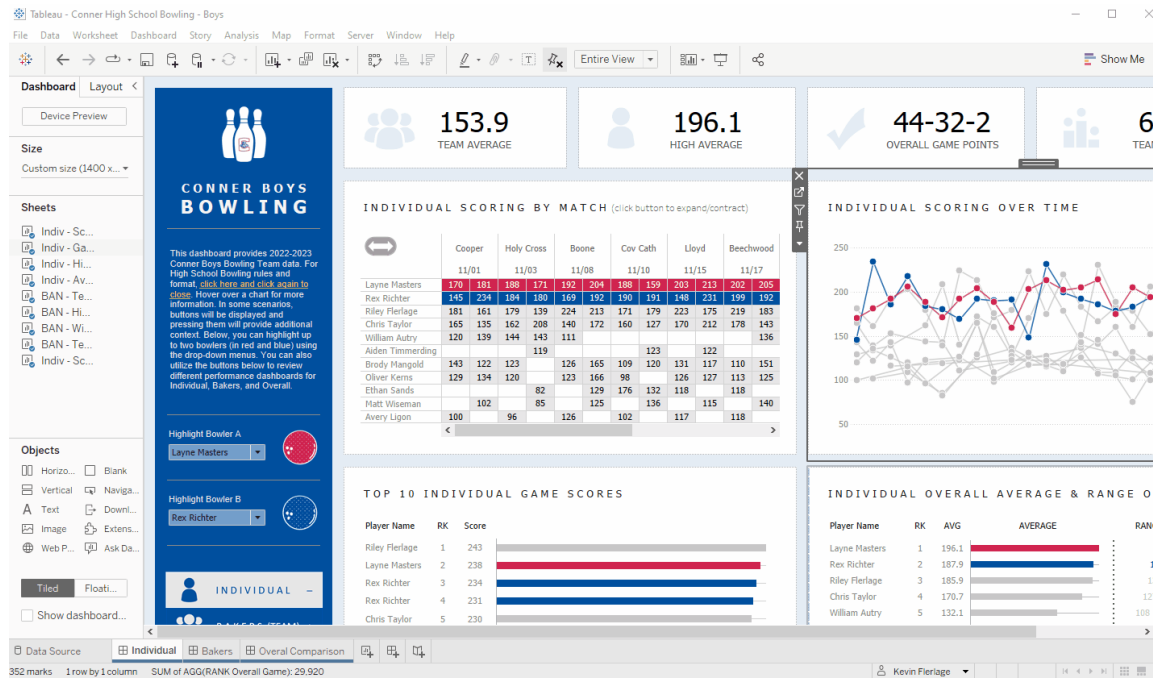 Tableau - Conner High School Bowling - Boys
File Data Worksheet Dashboard Story Analysis Map Format Server Window Help
Entire View
Show Me
Dashboard Layout
Device Preview
Size
Custom size (1400 x...
Sheets
Indiv - Sc...
Indiv - Ga...
Indiv - Hi...
Indiv - Av...
BAN - Te...
BAN - Hi...
BAN - Wi...
BAN - Te...
Indiv - Sc...
Objects
Horizo... Blank
Vertical Naviga...
A Text Downl...
Image Extens...
Web P... Ask Da...
Tiled Floati...
Show dashboard...
CONNER BOYS
BOWLING
This dashboard provides 2022-2023
Conner Boys Bowling Team data. For
High School Bowling rules and
format, click here and click again to
close. Hover over a chart for more
information. In some scenarios,
buttons will be displayed and
pressing them will provide additional
context. Below, you can highlight up
to two bowlers (in red and blue) using
the drop-down menus. You can also
utilize the buttons below to review
different performance dashboards for
Individual, Bakers, and Overall.
Highlight Bowler A
Layne Masters
Highlight Bowler B
Rex Richter
INDIVIDUAL –
BAKERS (TEAM)
153.9
TEAM AVERAGE
196.1
HIGH AVERAGE
44-32-2
OVERALL GAME POINTS
6
TEAM
INDIVIDUAL SCORING BY MATCH (click button to expand/contract)
Cooper Holy Cross Boone Cov Cath Lloyd Beechwood
11/01 11/03 11/08 11/10 11/15 11/17
Layne Masters 170 181 188 171 192 204 188 159 203 213 202 205
Rex Richter 145 234 184 180 169 192 190 191 148 231 199 192
Riley Flerlage 181 161 179 139 224 213 171 179 223 175 219 183
Chris Taylor 165 135 162 208 140 172 160 127 170 212 178 143
William Autry 120 139 144 143 111 136
Aiden Timmerding 119 123 122
Brody Mangold 143 122 123 126 165 109 120 131 117 110 151
Oliver Kerns 129 134 120 123 166 98 126 127 113 125
Ethan Sands 82 129 176 132 118 118
Matt Wiseman 102 85 125 136 115 140
Avery Ligon 100 96 126 102 117 118
INDIVIDUAL SCORING OVER TIME
250
200
150
100
50
TOP 10 INDIVIDUAL GAME SCORES
Player Name RK Score
Riley Flerlage 1 243
Layne Masters 2 238
Rex Richter 3 234
Rex Richter 4 231
Chris Taylor 5 230
INDIVIDUAL OVERALL AVERAGE & RANGE O
Player Name RK AVG AVERAGE RANG
Layne Masters 1 196.1
Rex Richter 2 187.9 1
Riley Flerlage 3 185.9 1
Chris Taylor 4 170.7 12
William Autry 5 132.1 108
Data Source Individual Bakers Overal Comparison
352 marks 1 row by 1 column SUM of AGG(RANK Overall Game): 29.920 Kevin Flerlage